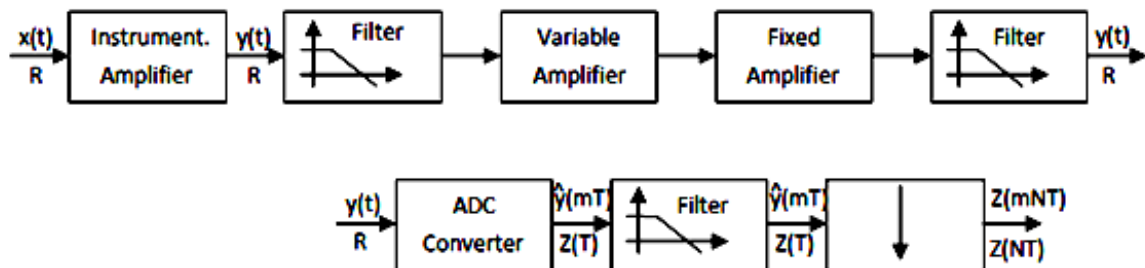 x(t)
R
Instrument.
Amplifier
y(t)
R
Filter
Variable
Amplifier
Fixed
Amplifier
Filter
y(t)
R
y(t)
R
ADC
Converter
ŷ(mT)
Z(T)
Filter
ŷ(mT)
Z(T)
Z(mNT)
Z(NT)